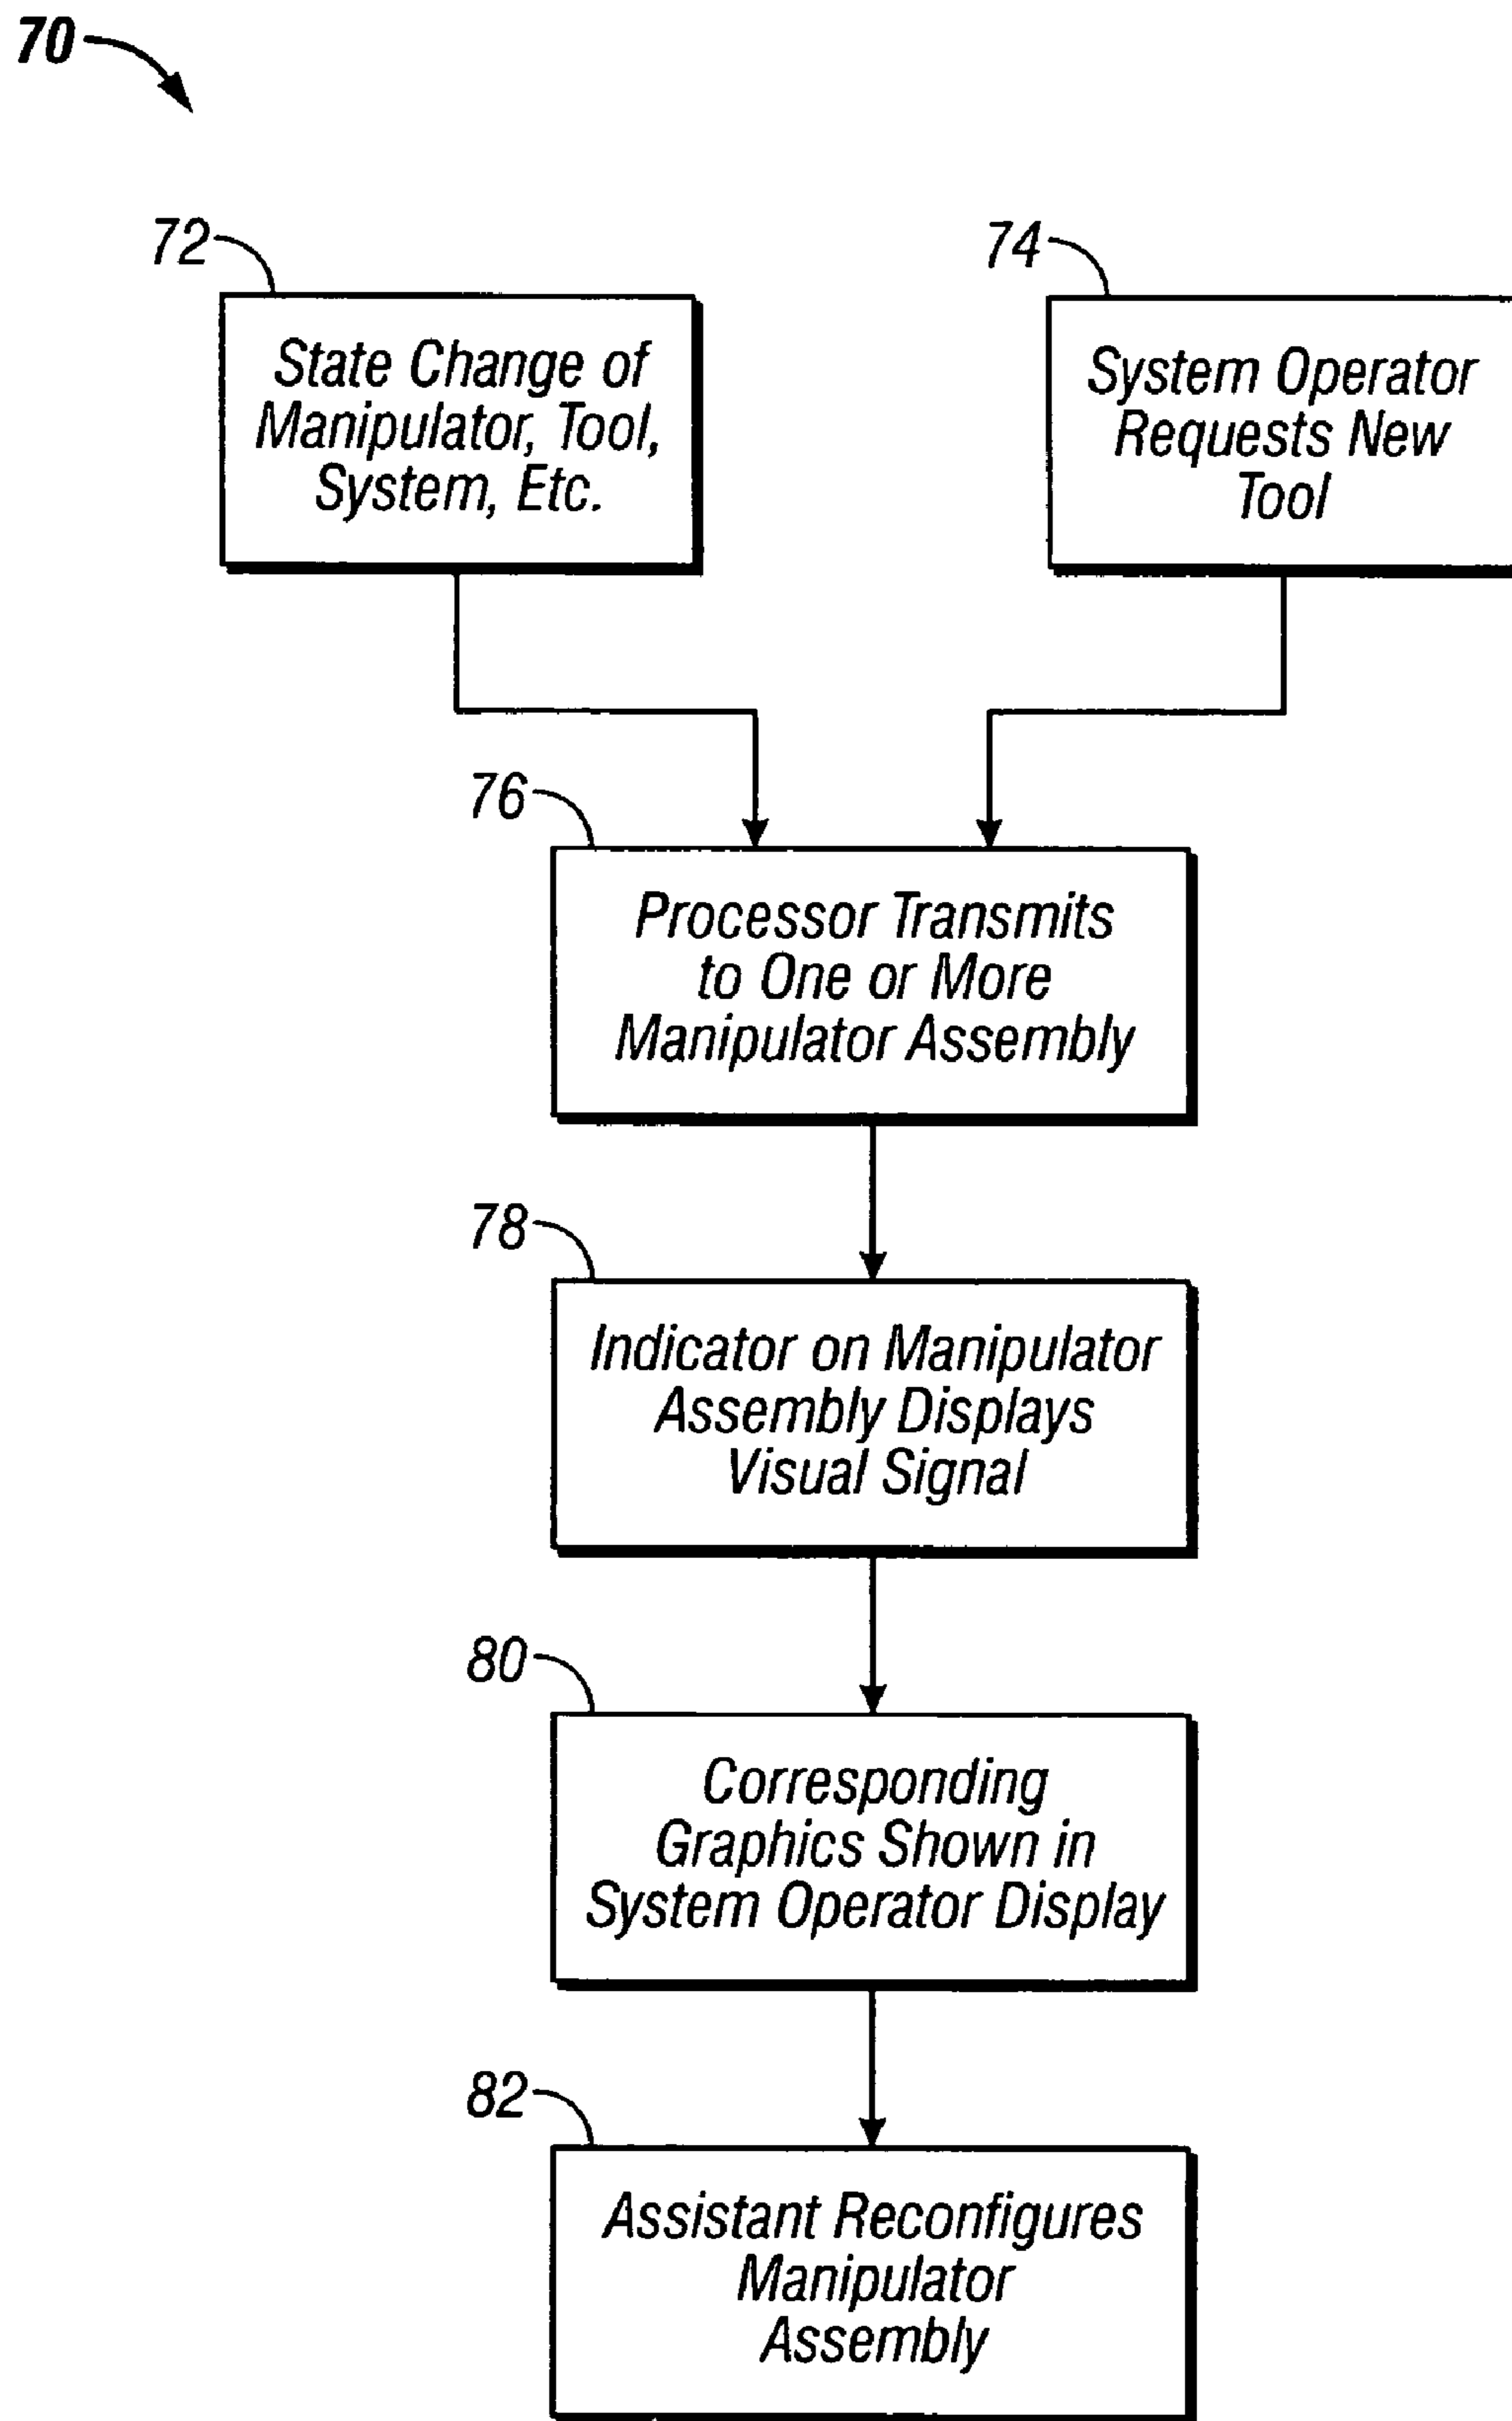 70
72
State Change of
Manipulator, Tool,
System, Etc.
74
System Operator
Requests New
Tool
76
Processor Transmits
to One or More
Manipulator Assembly
78
Indicator on Manipulator
Assembly Displays
Visual Signal
80
Corresponding
Graphics Shown in
System Operator Display
82
Assistant Reconfigures
Manipulator
Assembly